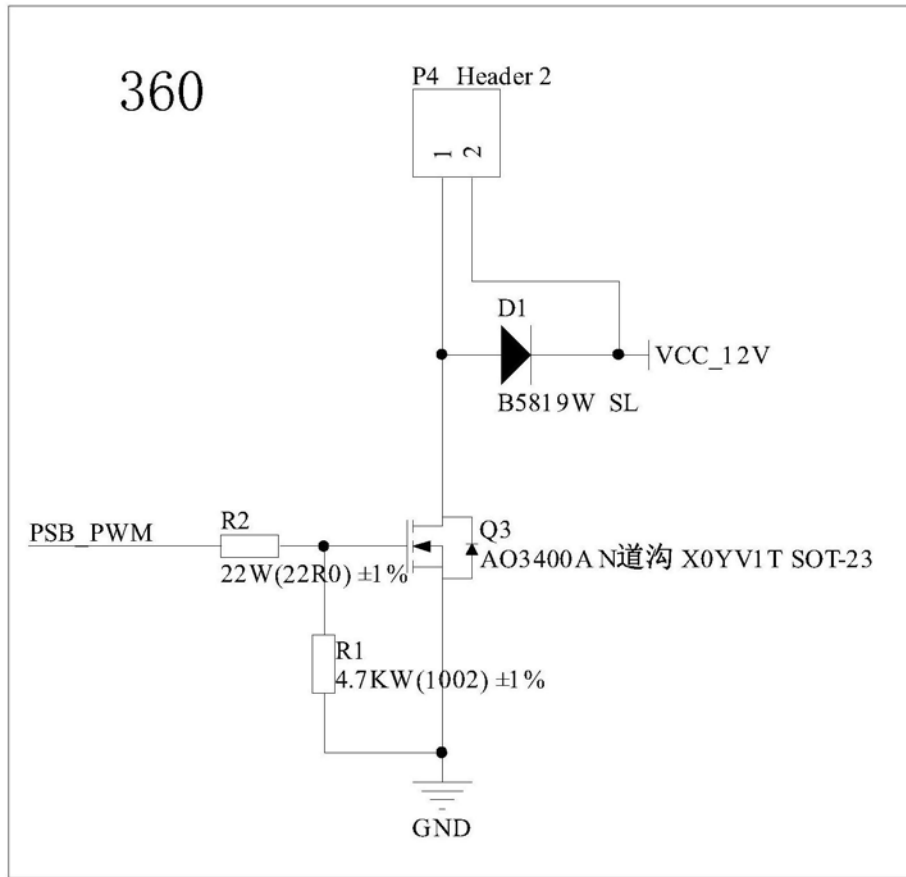 360
P4 Header 2
1
2
D1
VCC_12V
B5819W SL
PSB_PWM
R2
22W(22R0) ±1%
Q3
AO3400A N道沟 X0YV1T SOT-23
R1
4.7KW(1002) ±1%
GND